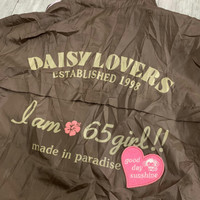 DAISY LOVERS
ESTABLISHED 1998
I am 65girl!!
made in paradise
good
day
sunshine